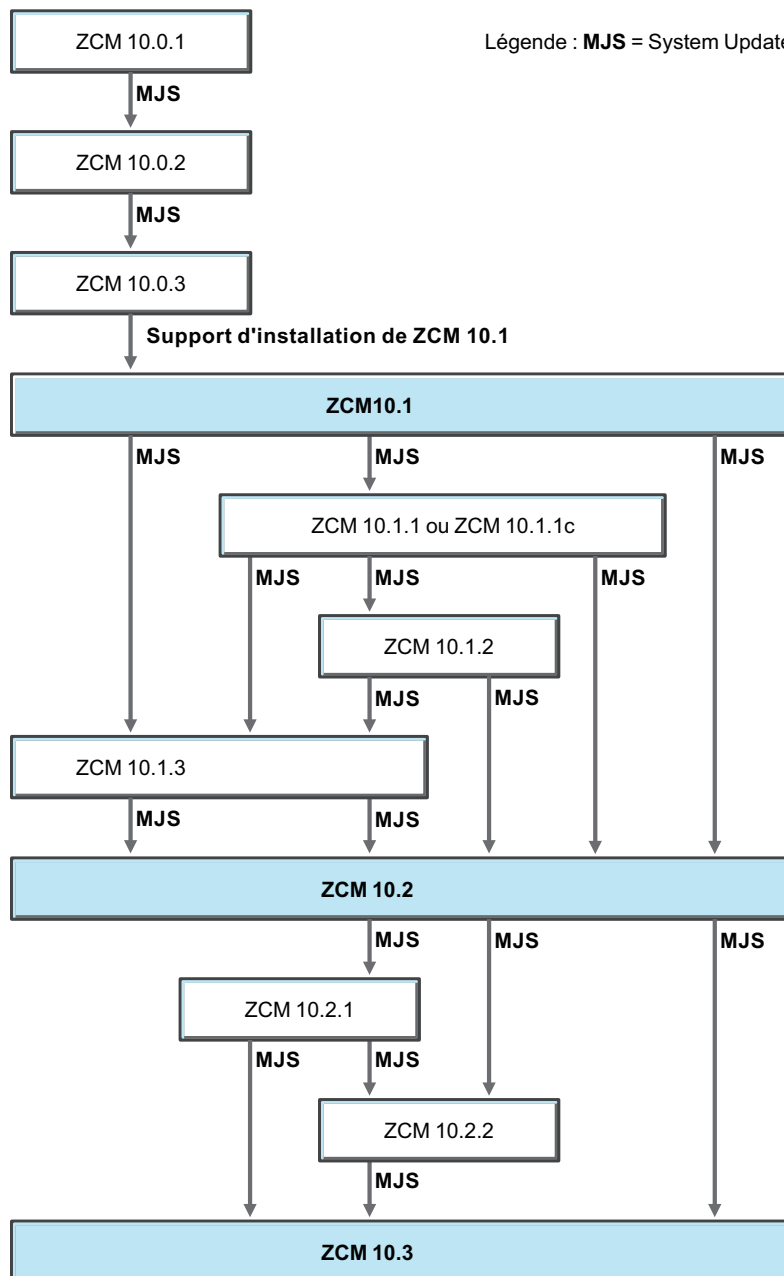 ZCM 10.0.1
Légende : MJS = System Update
MJS
ZCM 10.0.2
MJS
ZCM 10.0.3
Support d'installation de ZCM 10.1
ZCM10.1
MJS MJS MJS
ZCM 10.1.1 ou ZCM 10.1.1c
MJS MJS MJS
ZCM 10.1.2
MJS MJS
ZCM 10.1.3
MJS MJS
ZCM 10.2
MJS MJS MJS
ZCM 10.2.1
MJS MJS
ZCM 10.2.2
MJS
ZCM 10.3